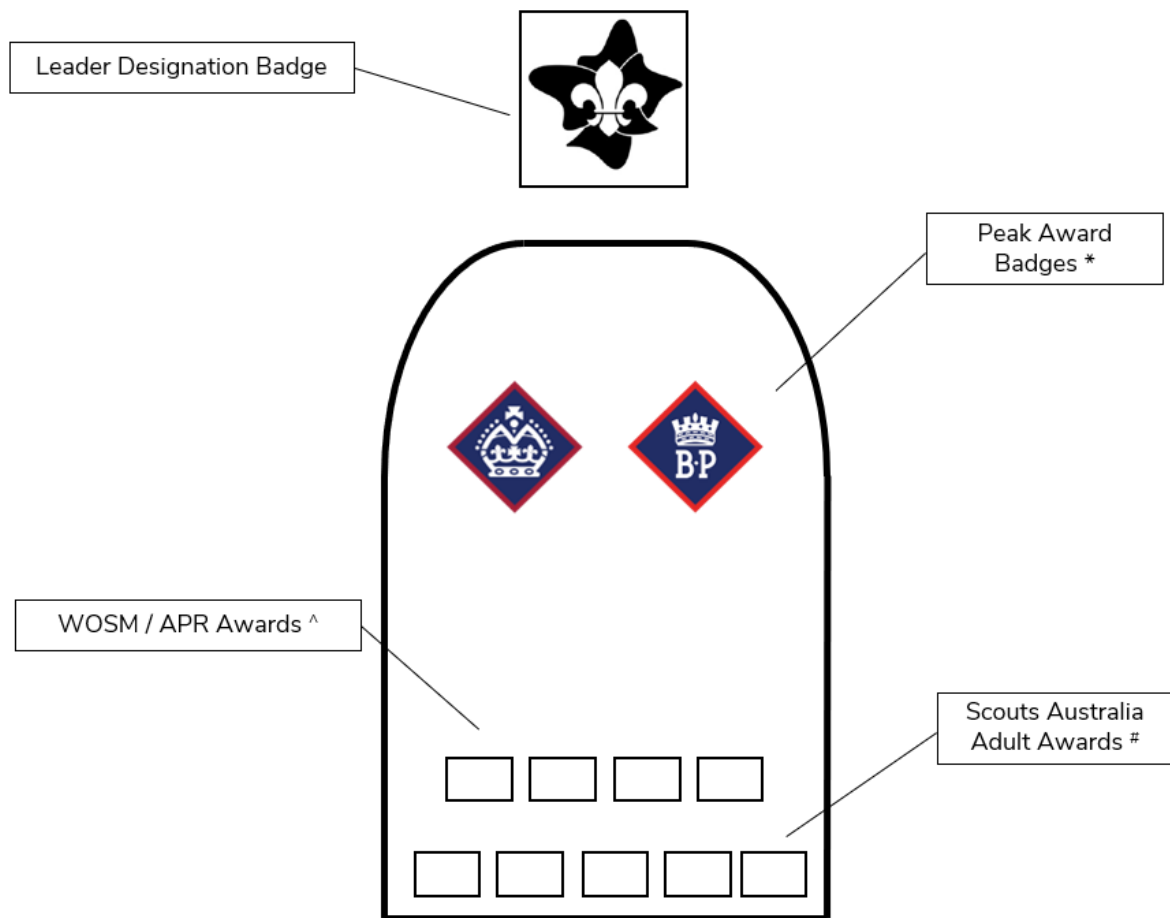 Leader Designation Badge
Peak Award
Badges *
B·P
WOSM / APR Awards ^
Scouts Australia
Adult Awards #